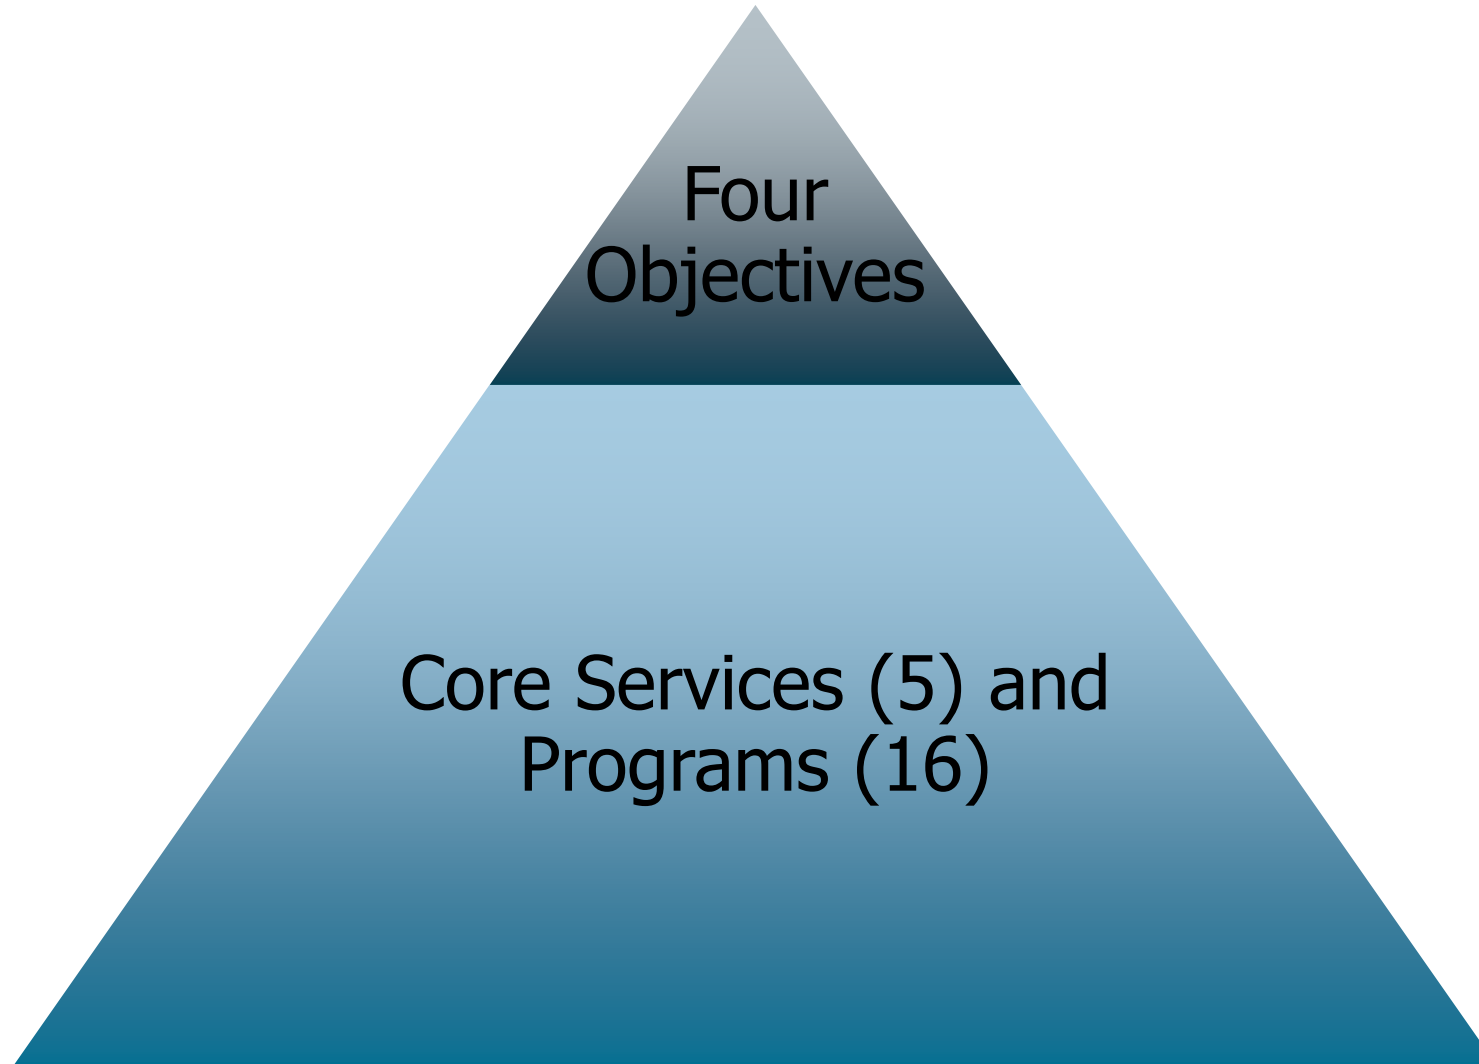 Four
Objectives
Core Services (5) and
Programs (16)